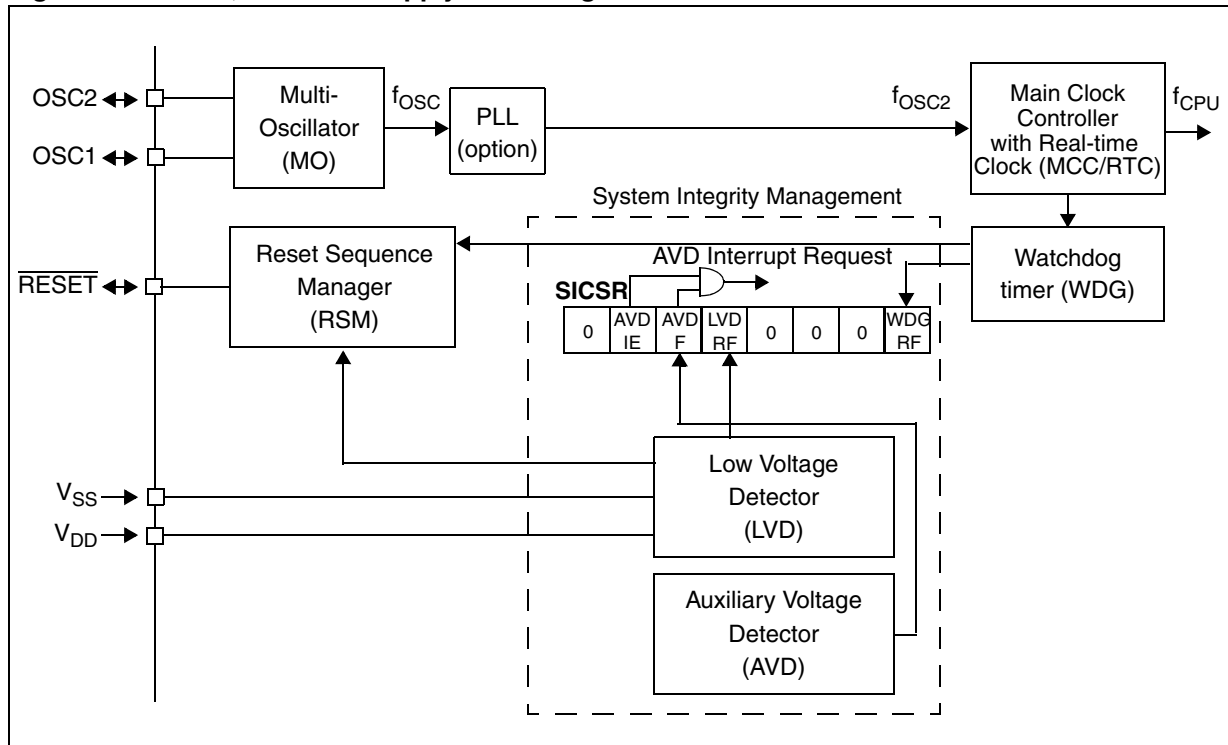 OSC2
OSC1
Multi-
Oscillator
(MO)
fOSC
PLL
(option)
fOSC2
Main Clock
Controller
with Real-time
Clock (MCC/RTC)
fCPU
System Integrity Management
RESET
Reset Sequence
Manager
(RSM)
AVD Interrupt Request
Watchdog
timer (WDG)
SICSR
0
AVD
IE
AVD
F
LVD
RF
0
0
0
WDG
RF
VSS
VDD
Low Voltage
Detector
(LVD)
Auxiliary Voltage
Detector
(AVD)